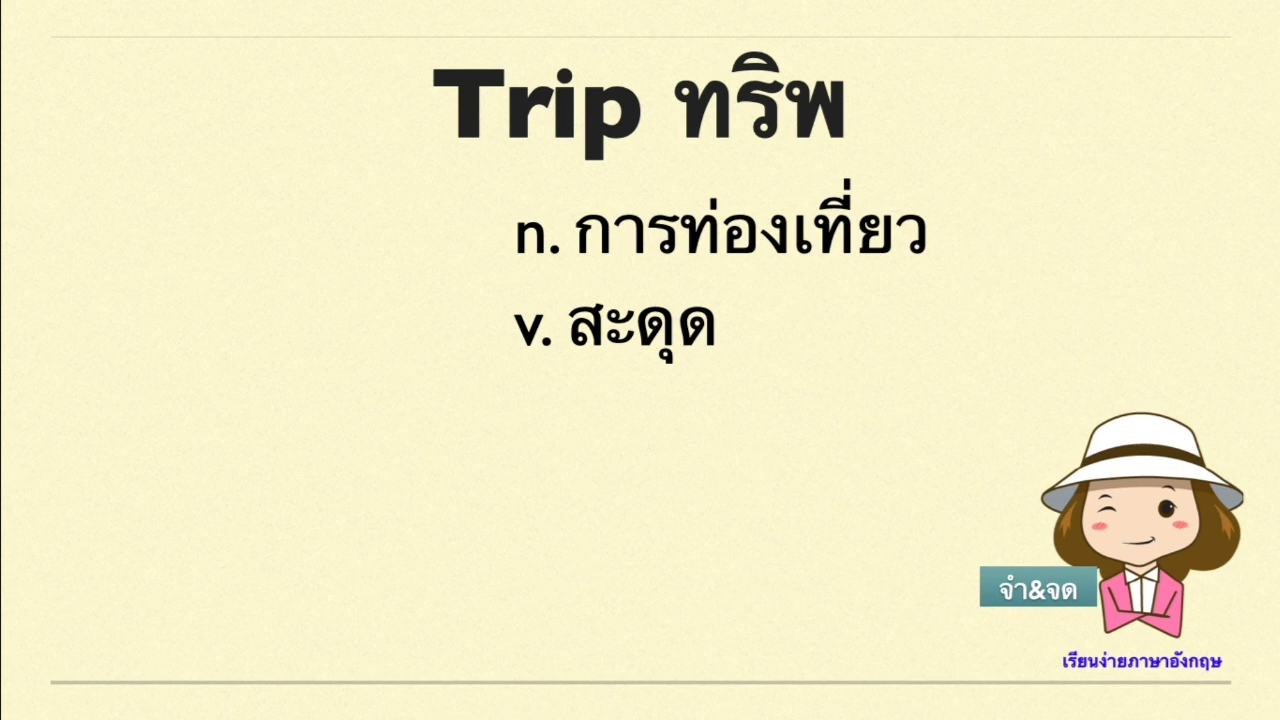 Trip ทริพ
n. การท่องเที่ยว
v. สะดุด
จำ&จด
เรียนง่ายภาษาอังกฤษ